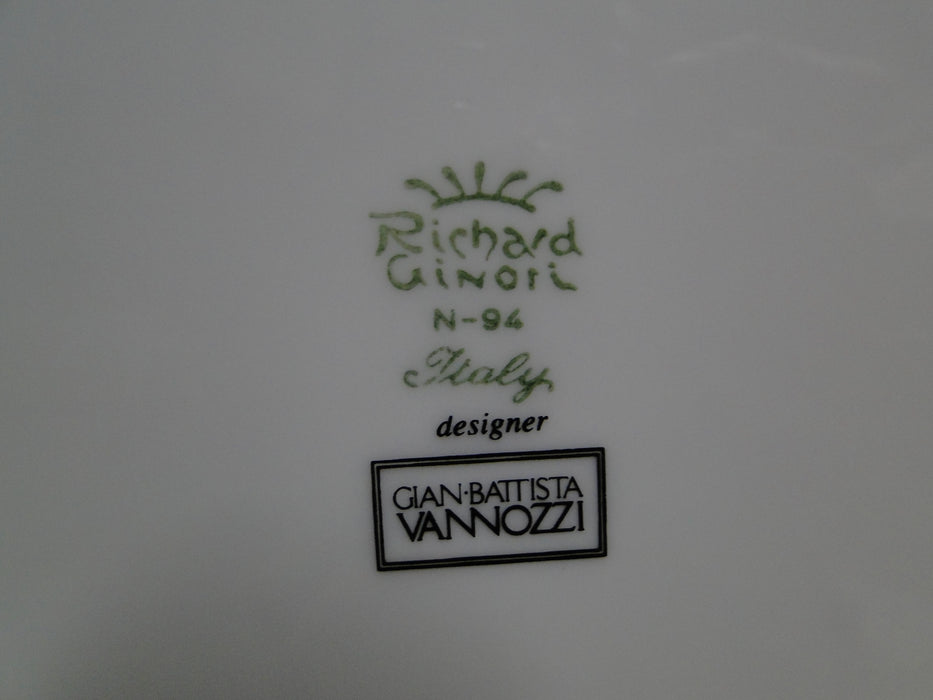 Richard
Ginori
N-94
Italy
designer
GIAN·BATTISTA
VANNOZZI